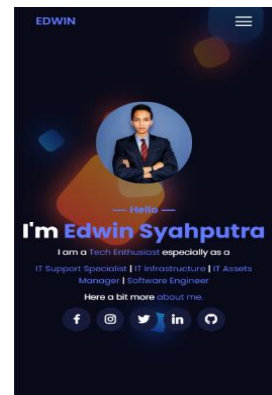 EDWIN
Hello
I'm Edwin Syahputra
I am a Tech Enthusiast especially as a
IT Support Specialist | IT Infrastructure | IT Assets
Manager | Software Engineer
Here a bit more about me.